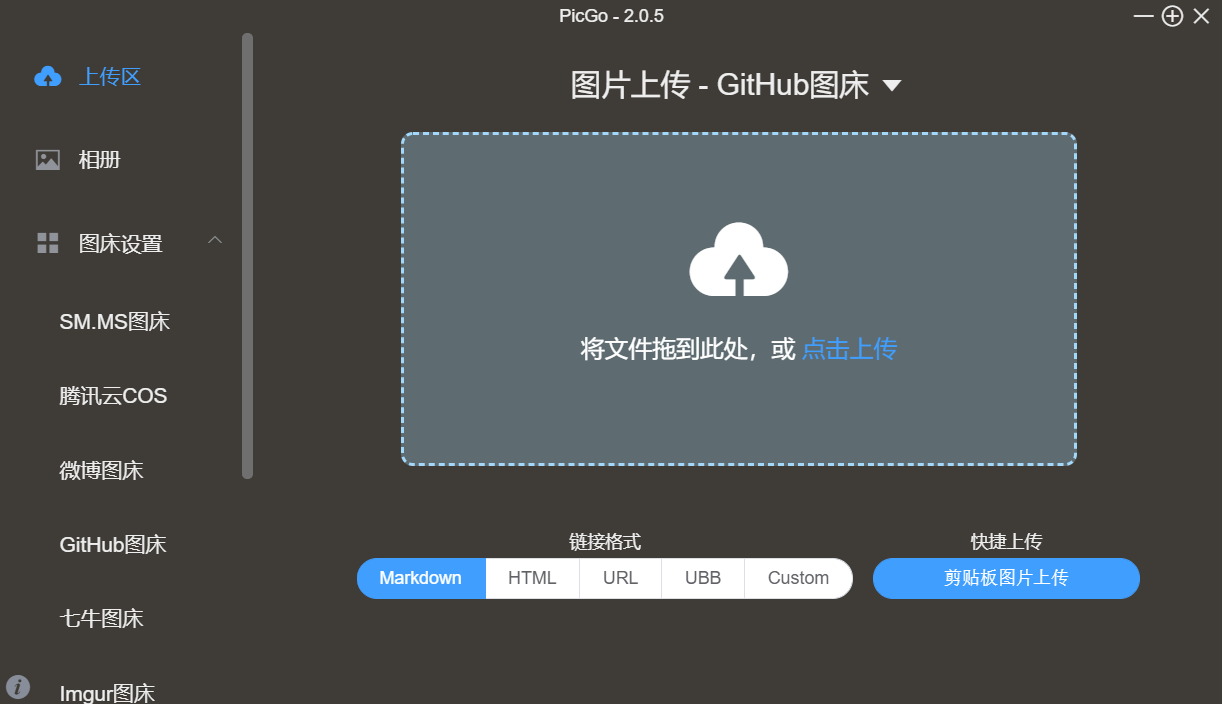 PicGo - 2.0.5
上传区
相册
图床设置
SM.MS图床
腾讯云COS
微博图床
GitHub图床
七牛图床
Imgur图床
图片上传 - GitHub图床
将文件拖到此处，或 点击上传
链接格式
Markdown HTML URL UBB Custom
快捷上传
剪贴板图片上传